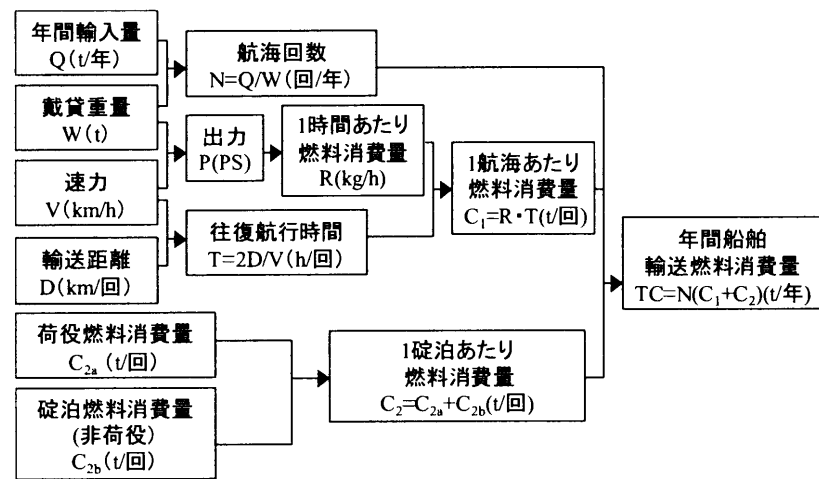 年間輸入量
Q(t/年)
戴貨重量
W(t)
速力
V(km/h)
輸送距離
D(km/回)
航海回数
N=Q/W(回/年)
出力
P(PS)
1時間あたり
燃料消費量
R(kg/h)
往復航行時間
T=2D/V(h/回)
1航海あたり
燃料消費量
C₁=R・T(t/回)
荷役燃料消費量
C₂ₐ (t/回)
碇泊燃料消費量
(非荷役)
C2b(t/回)
1碇泊あたり
燃料消費量
C₂=C2a+C2b(t/回)
年間船舶
輸送燃料消費量
TC=N(C₁+C₂)(t/年)